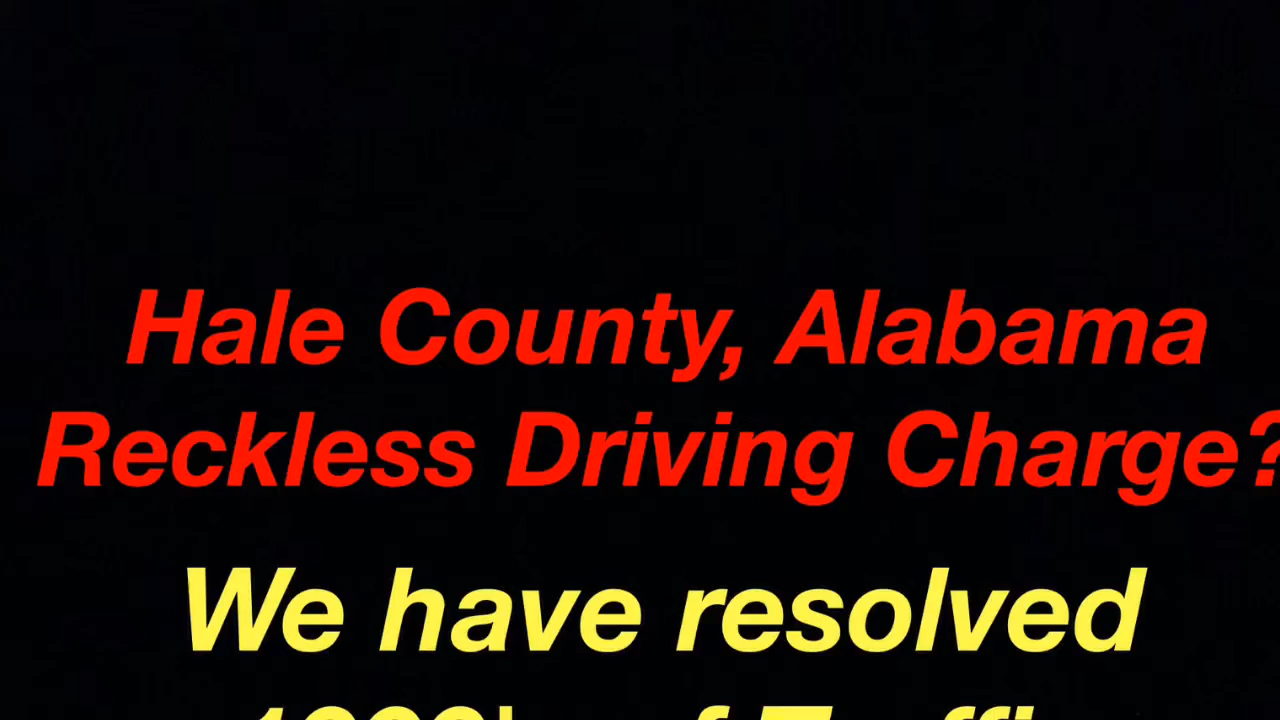 Hale County, Alabama
Reckless Driving Charge?
We have resolved